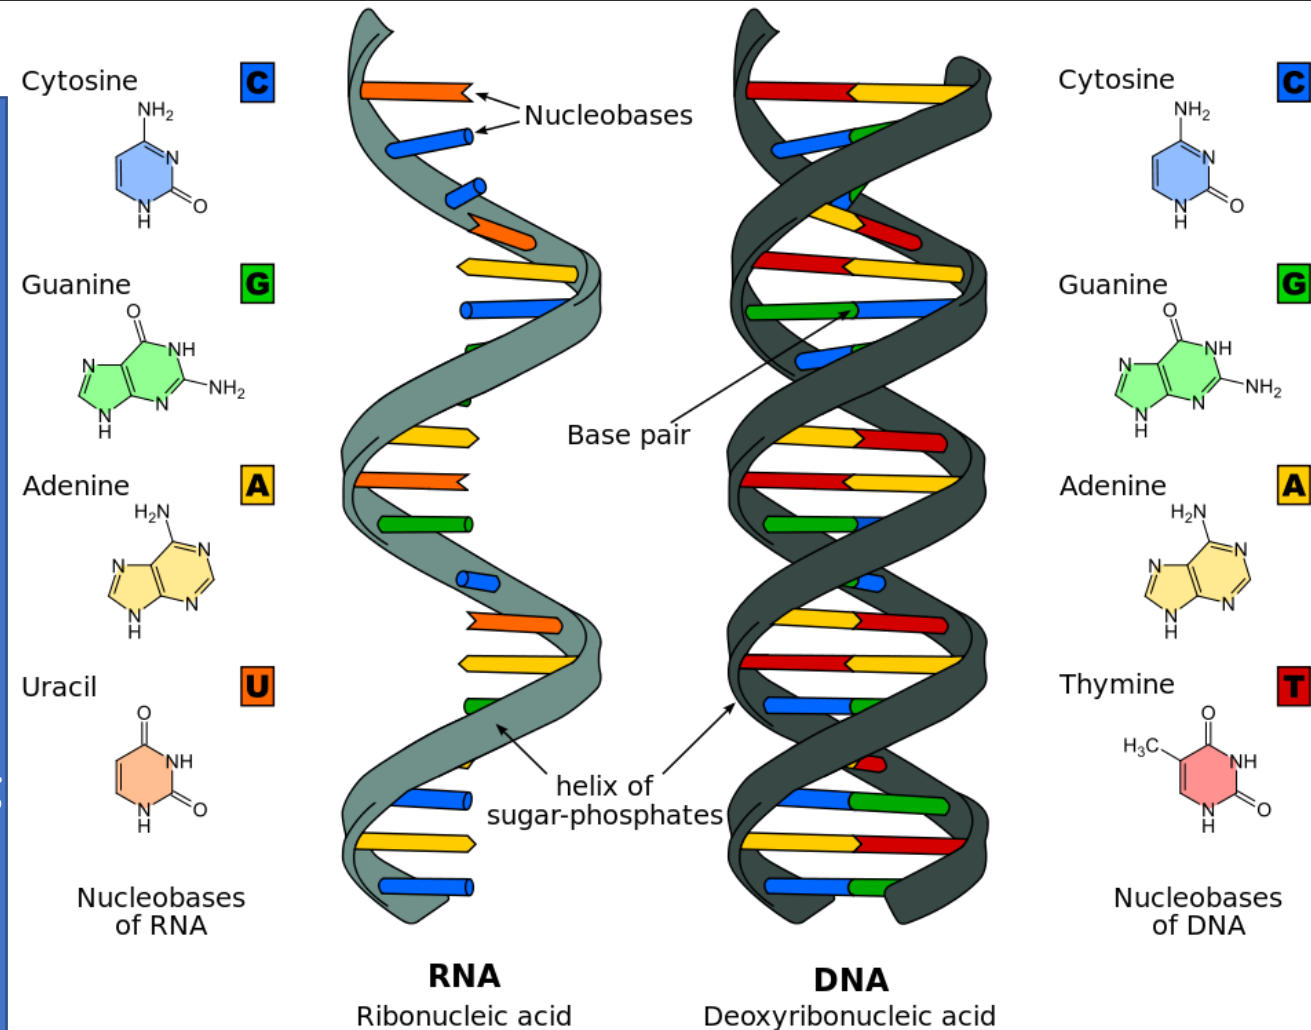 Cytosine
C
NH2
N
N
H
O
Guanine
G
O
N
NH
N
H
N
NH2
Adenine
A
H2N
N
N
N
H
N
Uracil
U
O
NH
N
H
O
Nucleobases
of RNA
Nucleobases
Base pair
helix of
sugar-phosphates
RNA
Ribonucleic acid
DNA
Deoxyribonucleic acid
Cytosine
C
NH2
N
N
H
O
Guanine
G
O
N
NH
N
H
N
NH2
Adenine
A
H2N
N
N
N
H
N
Thymine
T
O
H3C
NH
N
H
O
Nucleobases
of DNA